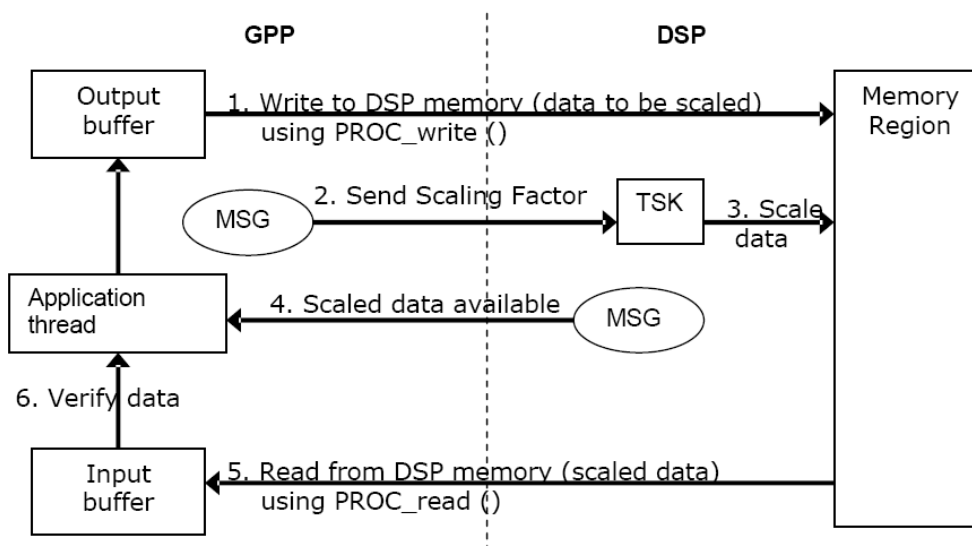 GPP
DSP
Output
buffer
1. Write to DSP memory (data to be scaled)
using PROC_write ()
Memory
Region
MSG
2. Send Scaling Factor
TSK
3. Scale
data
Application
thread
4. Scaled data available
MSG
6. Verify data
Input
buffer
5. Read from DSP memory (scaled data)
using PROC_read ()